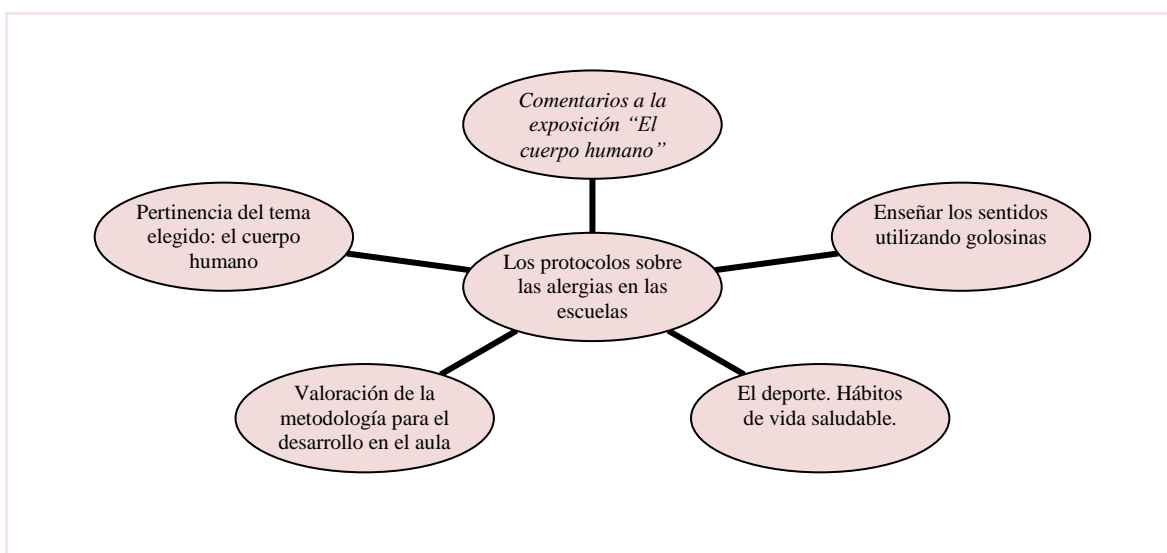 Comentarios a la
exposición “El
cuerpo humano”
Pertinencia del tema
elegido: el cuerpo
humano
Enseñar los sentidos
utilizando golosinas
Los protocolos sobre
las alergias en las
escuelas
Valoración de la
metodología para el
desarrollo en el aula
El deporte. Hábitos
de vida saludable.